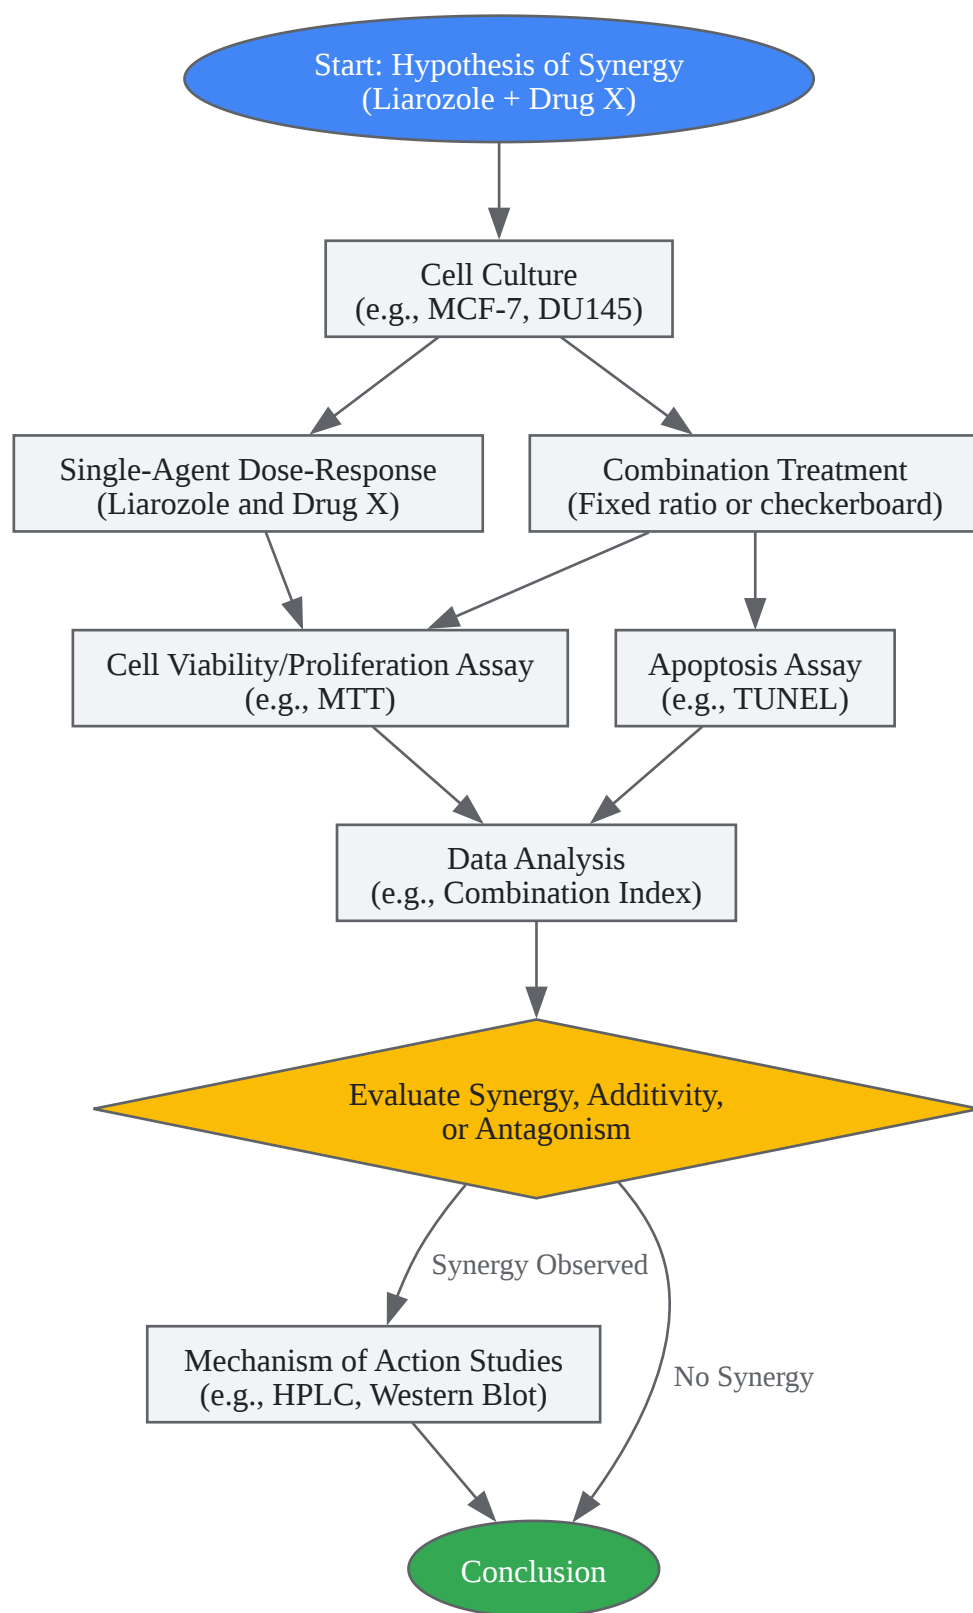 Start: Hypothesis of Synergy
(Liarozole + Drug X)
Cell Culture
(e.g., MCF-7, DU145)
Single-Agent Dose-Response
(Liarozole and Drug X)
Combination Treatment
(Fixed ratio or checkerboard)
Cell Viability/Proliferation Assay
(e.g., MTT)
Apoptosis Assay
(e.g., TUNEL)
Data Analysis
(e.g., Combination Index)
Evaluate Synergy, Additivity,
or Antagonism
Synergy Observed
Mechanism of Action Studies
(e.g., HPLC, Western Blot)
No Synergy
Conclusion